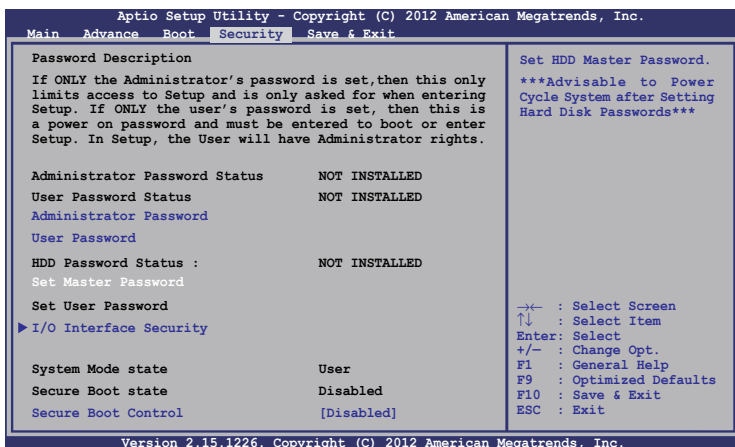 Aptio Setup Utility - Copyright (C) 2012 American Megatrends, Inc.
Main Advance Boot Security Save & Exit
Password Description
If ONLY the Administrator's password is set,then this only
limits access to Setup and is only asked for when entering
Setup. If ONLY the user's password is set, then this is
a power on password and must be entered to boot or enter
Setup. In Setup, the User will have Administrator rights.
Administrator Password Status NOT INSTALLED
User Password Status NOT INSTALLED
Administrator Password
User Password
HDD Password Status : NOT INSTALLED
Set Master Password
Set User Password
I/O Interface Security
System Mode state User
Secure Boot state Disabled
Secure Boot Control [Disabled]
Set HDD Master Password.
***Advisable to Power
Cycle System after Setting
Hard Disk Passwords***
→← : Select Screen
↑↓ : Select Item
Enter: Select
+/— : Change Opt.
F1 : General Help
F9 : Optimized Defaults
F10 : Save & Exit
ESC : Exit
Version 2.15.1226. Copyright (C) 2012 American Megatrends, Inc.